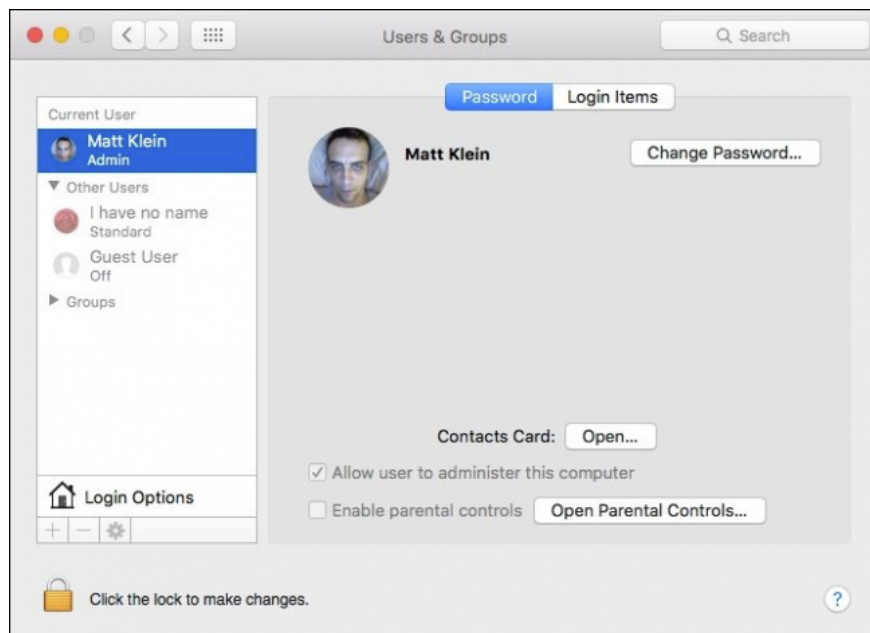 Users & Groups
Search
Password
Login Items
Current User
Matt Klein
Admin
Other Users
I have no name
Standard
Guest User
Off
Groups
Login Options
Matt Klein
Change Password...
Contacts Card:
Open...
Allow user to administer this computer
Enable parental controls
Open Parental Controls...
Click the lock to make changes.
?